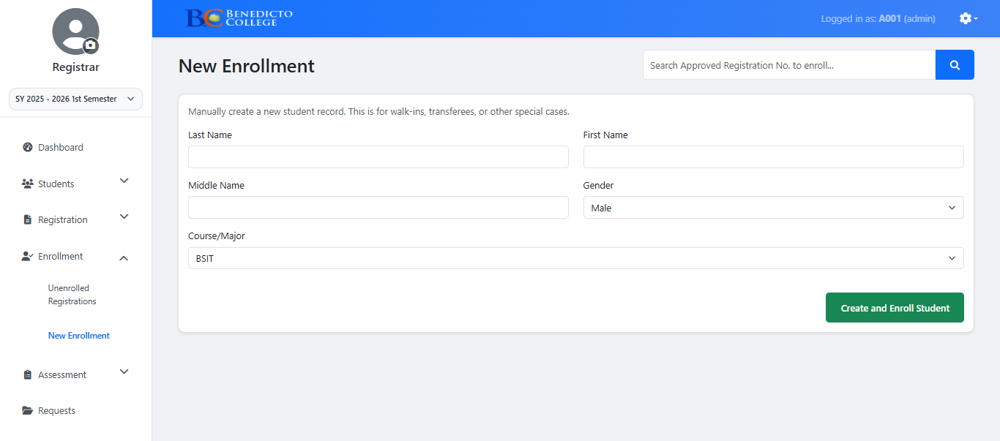 Registrar
SY 2025 - 2026 1st Semester
Dashboard
Students
Registration
Enrollment
Unenrolled
Registrations
New Enrollment
Assessment
Requests
BC BENEDICTO
COLLEGE
Logged in as: A001 (admin)
New Enrollment
Search Approved Registration No. to enroll...
Manually create a new student record. This is for walk-ins, transferees, or other special cases.
Last Name
First Name
Middle Name
Gender
Male
Course/Major
BSIT
Create and Enroll Student